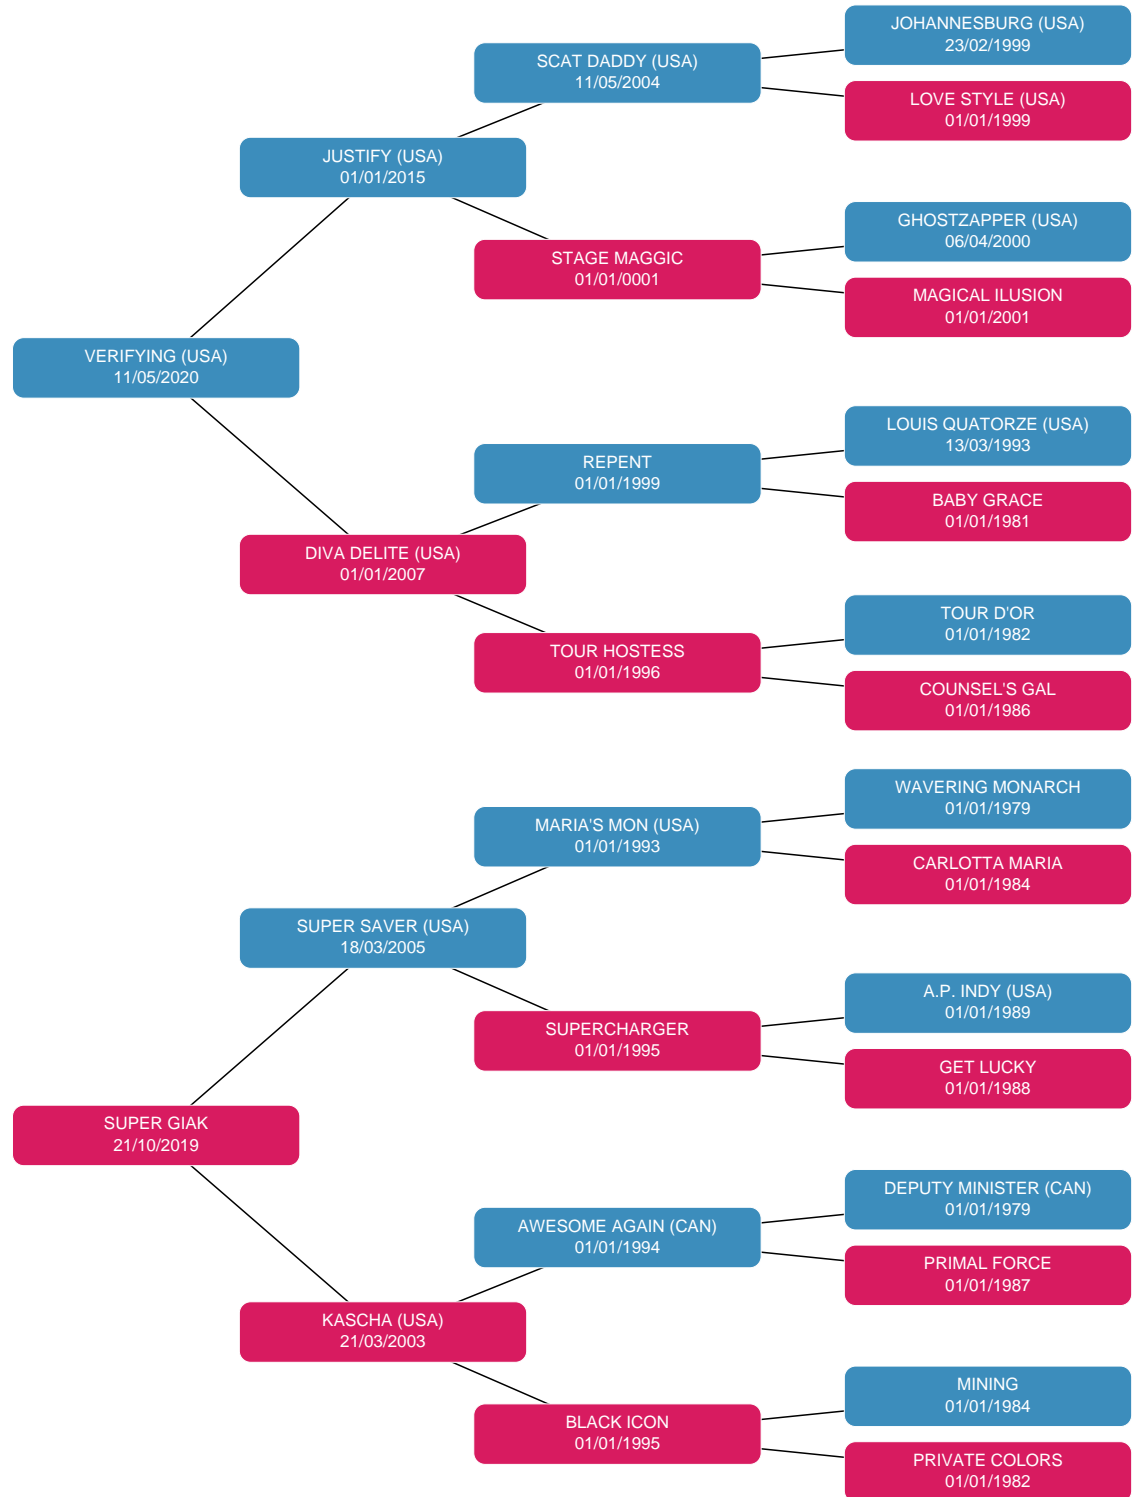 JOHANNESBURG (USA)
23/02/1999
SCAT DADDY (USA)
11/05/2004
LOVE STYLE (USA)
01/01/1999
JUSTIFY (USA)
01/01/2015
GHOSTZAPPER (USA)
06/04/2000
STAGE MAGGIC
01/01/0001
MAGICAL ILUSION
01/01/2001
VERIFYING (USA)
11/05/2020
LOUIS QUATORZE (USA)
13/03/1993
REPENT
01/01/1999
BABY GRACE
01/01/1981
DIVA DELITE (USA)
01/01/2007
TOUR D'OR
01/01/1982
TOUR HOSTESS
01/01/1996
COUNSEL'S GAL
01/01/1986
WAVERING MONARCH
01/01/1979
MARIA'S MON (USA)
01/01/1993
CARLOTTA MARIA
01/01/1984
SUPER SAVER (USA)
18/03/2005
A.P. INDY (USA)
01/01/1989
SUPERCHARGER
01/01/1995
GET LUCKY
01/01/1988
SUPER GIAK
21/10/2019
DEPUTY MINISTER (CAN)
01/01/1979
AWESOME AGAIN (CAN)
01/01/1994
PRIMAL FORCE
01/01/1987
KASCHA (USA)
21/03/2003
MINING
01/01/1984
BLACK ICON
01/01/1995
PRIVATE COLORS
01/01/1982